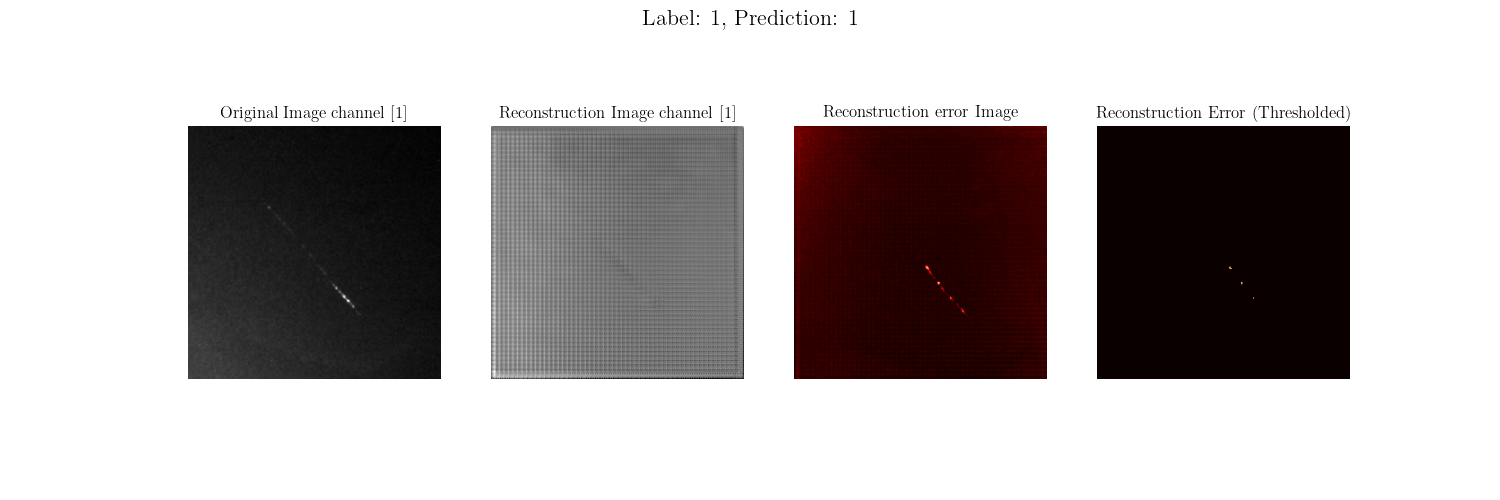 Label: 1, Prediction: 1
Original Image channel [1]
Reconstruction Image channel [1]
Reconstruction error Image
Reconstruction Error (Thresholded)